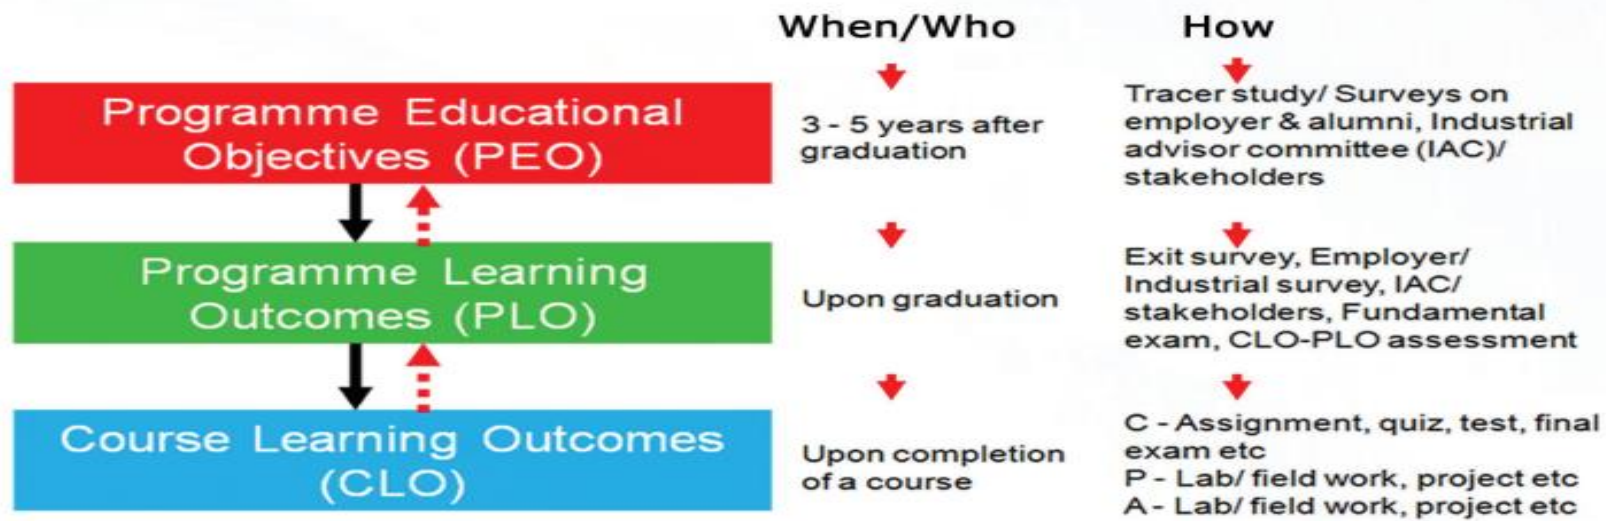 When/Who
How
Programme Educational
Objectives (PEO)
3 - 5 years after
graduation
Tracer study/ Surveys on
employer & alumni, Industrial
advisor committee (IAC)/
stakeholders
Programme Learning
Outcomes (PLO)
Upon graduation
Exit survey, Employer/
Industrial survey, IAC/
stakeholders, Fundamental
exam, CLO-PLO assessment
Course Learning Outcomes
(CLO)
Upon completion
of a course
C - Assignment, quiz, test, final
exam etc
P - Lab/ field work, project etc
A - Lab/ field work, project etc